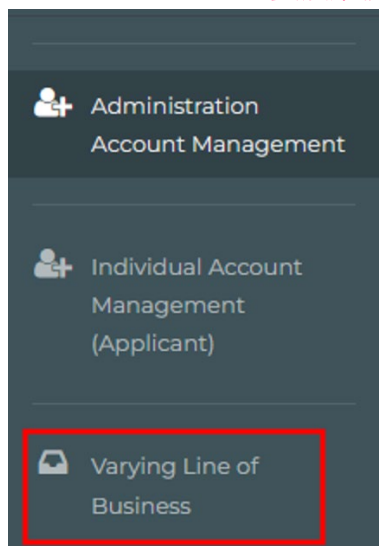 Administration
Account Management
Individual Account
Management
(Applicant)
Varying Line of
Business